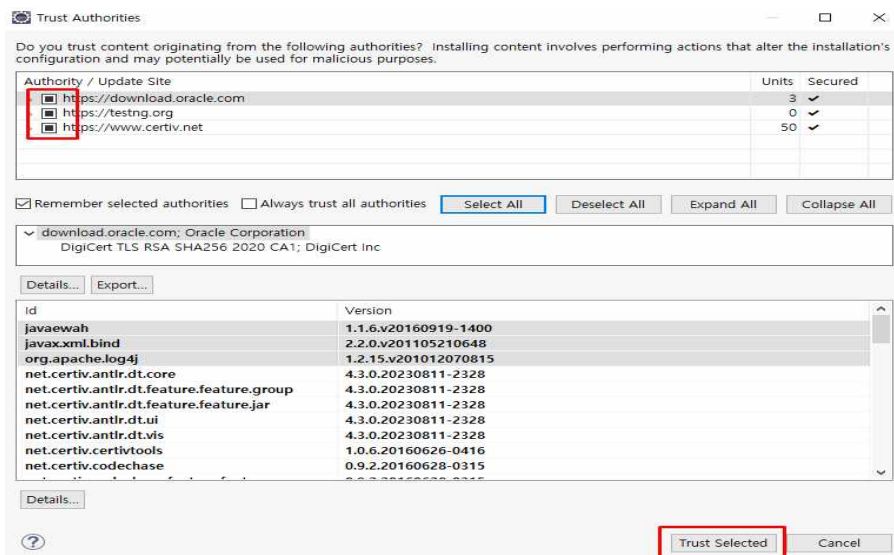 Trust Authorities
Do you trust content originating from the following authorities? Installing content involves performing actions that alter the installation's
configuration and may potentially be used for malicious purposes.
Authority / Update Site Units Secured
https://download.oracle.com 3 ✔
https://testng.org 0 ✔
https://www.certiv.net 50 ✔
Remember selected authorities Always trust all authorities Select All Deselect All Expand All Collapse All
download.oracle.com; Oracle Corporation
DigiCert TLS RSA SHA256 2020 CA1; DigiCert Inc
Details... Export...
Id Version
javaewah 1.1.6.v20160919-1400
javax.xml.bind 2.2.0.v201105210648
org.apache.log4j 1.2.15.v201012070815
net.certiv.antlr.dt.core 4.3.0.20230811-2328
net.certiv.antlr.dt.feature.feature.group 4.3.0.20230811-2328
net.certiv.antlr.dt.feature.feature.jar 4.3.0.20230811-2328
net.certiv.antlr.dt.ui 4.3.0.20230811-2328
net.certiv.antlr.dt.vis 4.3.0.20230811-2328
net.certiv.certivtools 1.0.6.20160626-0416
net.certiv.codechase 0.9.2.20160628-0315
Details...
? Trust Selected Cancel